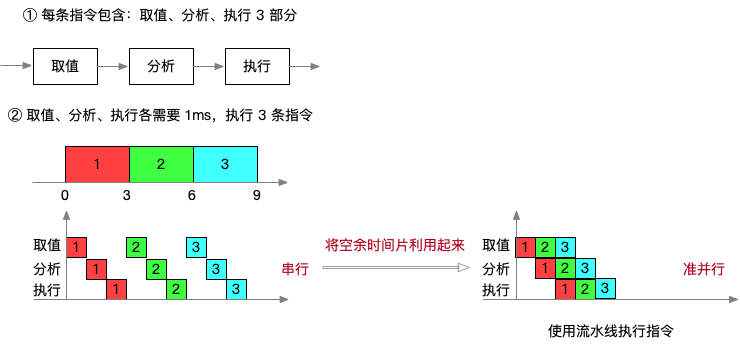 ① 每条指令包含：取值、分析、执行 3 部分
取值 分析 执行
② 取值、分析、执行各需要 1ms，执行 3 条指令
1 2 3
0 3 6 9
取值 1 2 3
分析 1 2 3
执行 1 2 3
串行
将空余时间片利用起来
取值 1 2 3
分析 1 2 3
执行 1 2 3
准并行
使用流水线执行指令